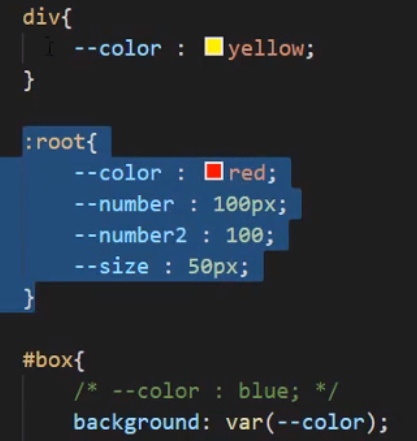 div{
--color : yellow;
}
:root{
--color : red;
--number : 100px;
--number2 : 100;
--size : 50px;
}
#box{
/* --color : blue; */
background: var(--color);